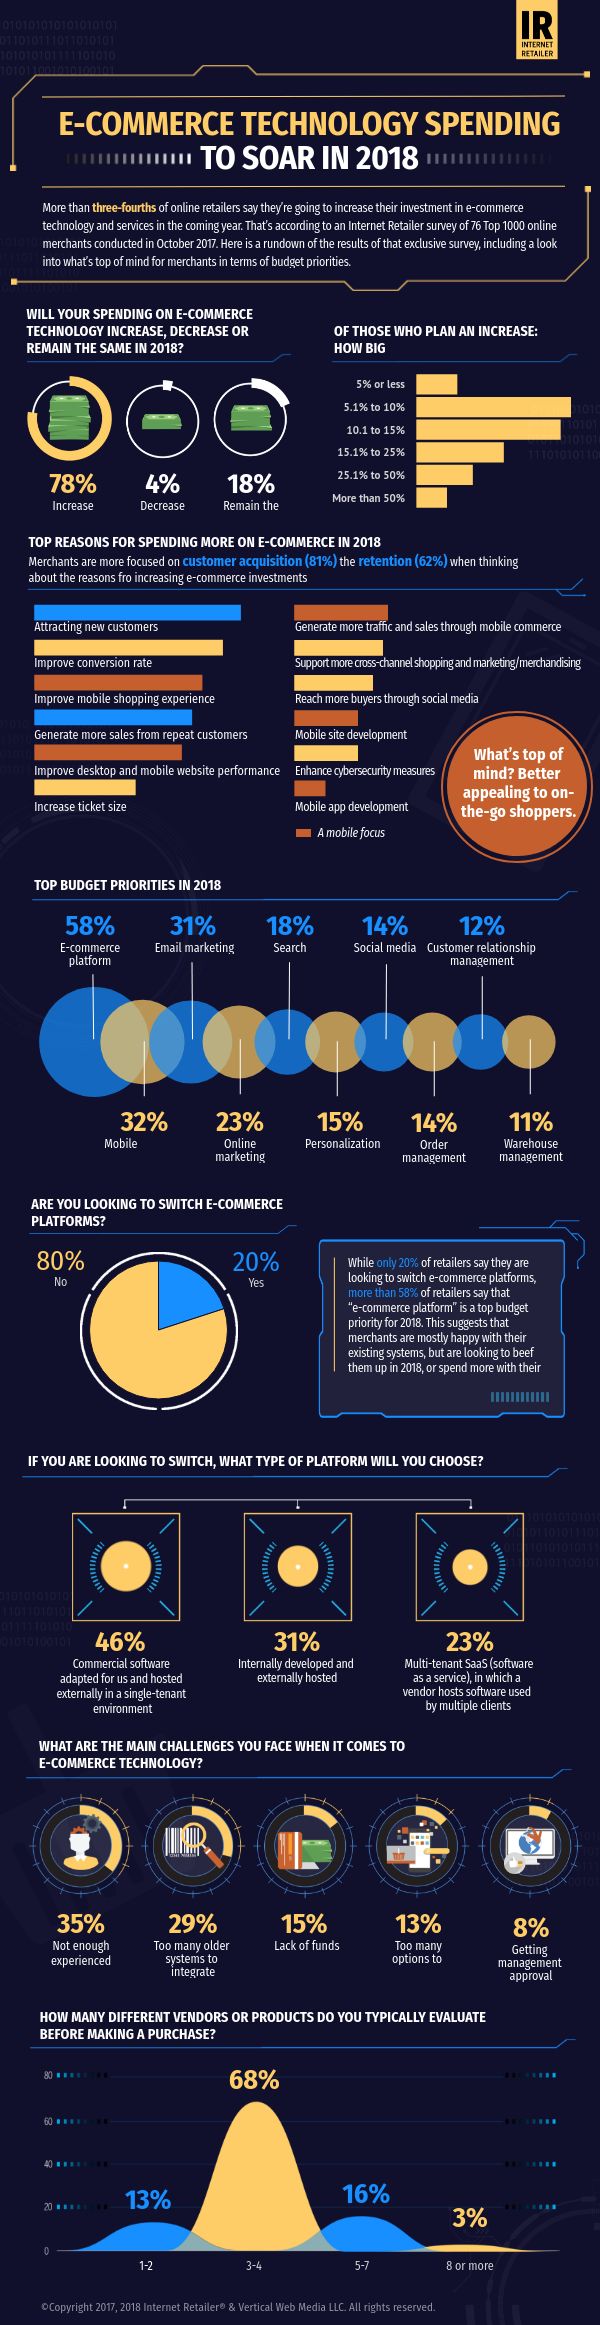 IR
INTERNET
RETAILER
E-COMMERCE TECHNOLOGY SPENDING
TO SOAR IN 2018
More than three-fourths of online retailers say they're going to increase their investment in e-commerce
technology and services in the coming year. That's according to an Internet Retailer survey of 76 Top 1000 online
merchants conducted in October 2017. Here is a rundown of the results of that exclusive survey, including a look
into what's top of mind for merchants in terms of budget priorities.
WILL YOUR SPENDING ON E-COMMERCE
TECHNOLOGY INCREASE, DECREASE OR
REMAIN THE SAME IN 2018?
78%
Increase
4%
Decrease
18%
Remain the
OF THOSE WHO PLAN AN INCREASE:
HOW BIG
5% or less
5.1% to 10%
10.1 to 15%
15.1% to 25%
25.1% to 50%
More than 50%
TOP REASONS FOR SPENDING MORE ON E-COMMERCE IN 2018
Merchants are more focused on customer acquisition (81%) the retention (62%) when thinking
about the reasons fro increasing e-commerce investments
Attracting new customers
Improve conversion rate
Improve mobile shopping experience
Generate more sales from repeat customers
Improve desktop and mobile website performance
Increase ticket size
Generate more traffic and sales through mobile commerce
Support more cross-channel shopping and marketing/merchandising
Reach more buyers through social media
Mobile site development
Enhance cybersecurity measures
Mobile app development
A mobile focus
What's top of
mind? Better
appealing to on-
the-go shoppers.
TOP BUDGET PRIORITIES IN 2018
58%
E-commerce
platform
31%
Email marketing
18%
Search
14%
Social media
12%
Customer relationship
management
32%
Mobile
23%
Online
marketing
15%
Personalization
14%
Order
management
11%
Warehouse
management
ARE YOU LOOKING TO SWITCH E-COMMERCE
PLATFORMS?
80%
No
20%
Yes
While only 20% of retailers say they are
looking to switch e-commerce platforms,
more than 58% of retailers say that
"e-commerce platform" is a top budget
priority for 2018. This suggests that
merchants are mostly happy with their
existing systems, but are looking to beef
them up in 2018, or spend more with their
IF YOU ARE LOOKING TO SWITCH, WHAT TYPE OF PLATFORM WILL YOU CHOOSE?
46%
Commercial software
adapted for us and hosted
externally in a single-tenant
environment
31%
Internally developed and
externally hosted
23%
Multi-tenant SaaS (software
as a service), in which a
vendor hosts software used
by multiple clients
WHAT ARE THE MAIN CHALLENGES YOU FACE WHEN IT COMES TO
E-COMMERCE TECHNOLOGY?
35%
Not enough
experienced
29%
Too many older
systems to
integrate
15%
Lack of funds
13%
Too many
options to
8%
Getting
management
approval
HOW MANY DIFFERENT VENDORS OR PRODUCTS DO YOU TYPICALLY EVALUATE
BEFORE MAKING A PURCHASE?
80
60
40
20
0
13%
68%
16%
3%
1-2
3-4
5-7
8 or more
©Copyright 2017, 2018 Internet Retailer® & Vertical Web Media LLC. All rights reserved.